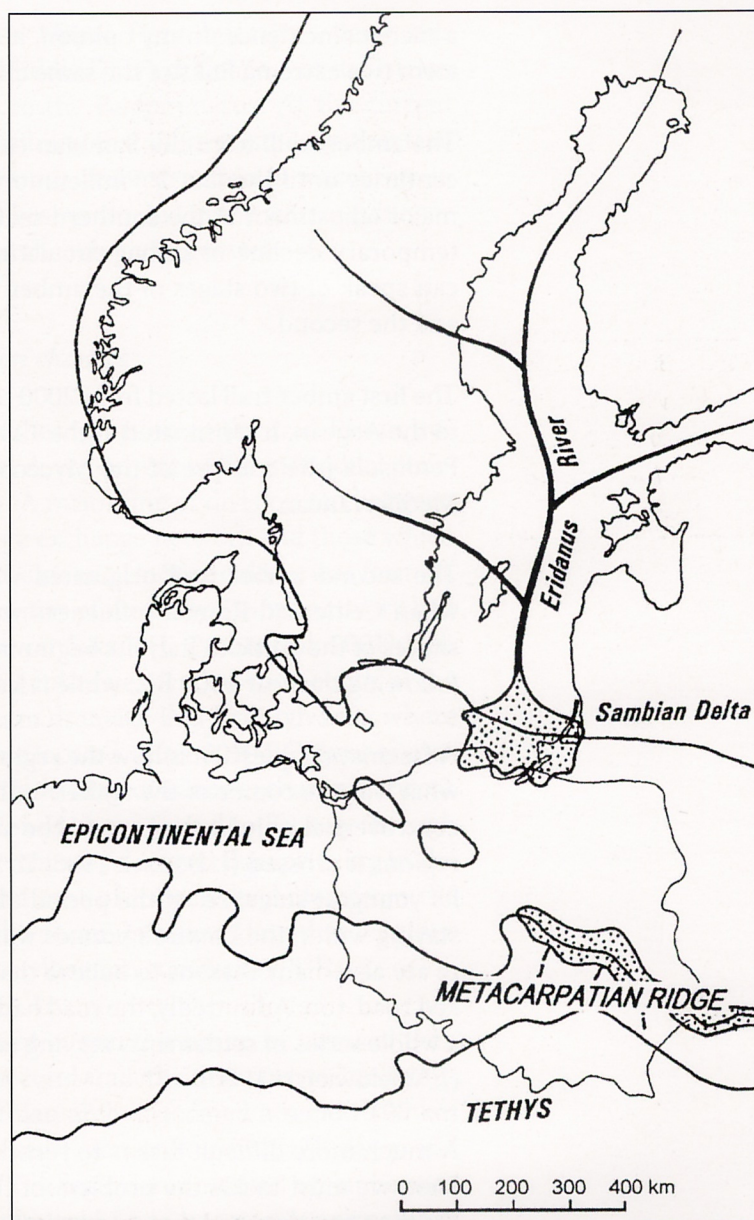 Eridanus River
Sambian Delta
EPICONTINENTAL SEA
METACARPATIAN RIDGE
TETHYS
0 100 200 300 400 km